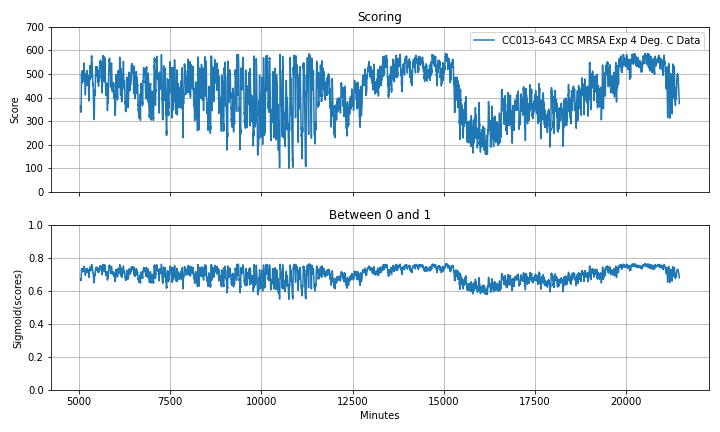 Scoring
700
600
500
400
300
200
100
0
Score
CC013-643 CC MRSA Exp 4 Deg. C Data
Between 0 and 1
1.0
0.8
0.6
0.4
0.2
0.0
Sigmoid(scores)
5000 7500 10000 12500 15000 17500 20000
Minutes